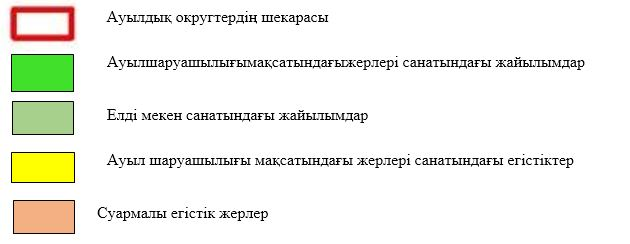 Ауылдық округтердің шекарасы
Ауылшаруашылығымақсатындағыжерлері санатындағы жайылымдар
Елді мекен санатындағы жайылымдар
Ауыл шаруашылығы мақсатындағы жерлері санатындағы егістіктер
Суармалы егістік жерлер